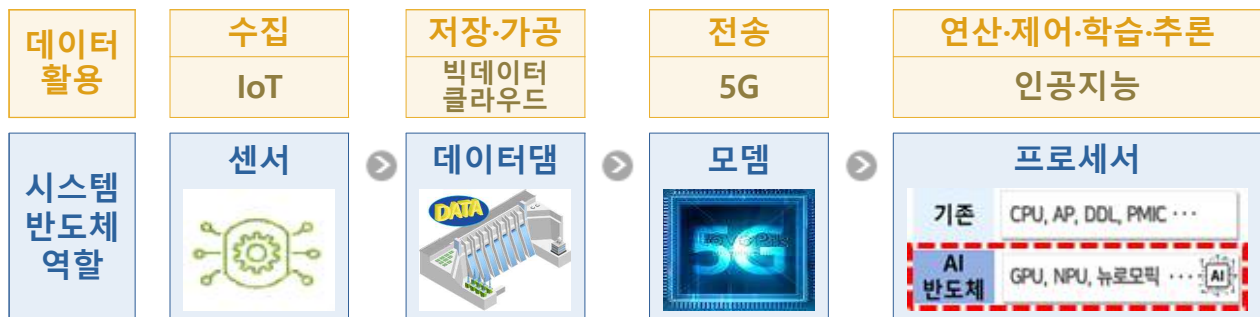 데이터
활용
수집
IoT
저장·가공
빅데이터
클라우드
전송
5G
연산·제어·학습·추론
인공지능
시스템
반도체
역할
센서
데이터댐
DATA
모뎀
5G
프로세서
기존
CPU, AP, DDL, PMIC ···
AI
반도체
GPU, NPU, 뉴로모픽 ···
AI